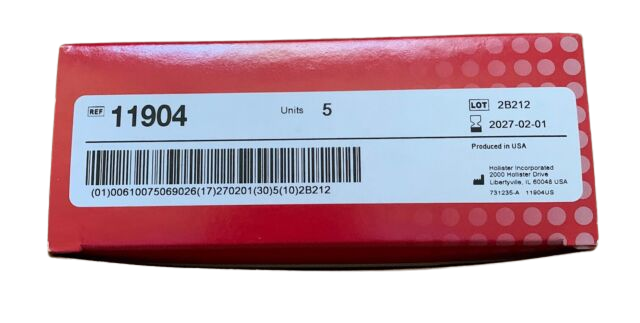 REF 11904 Units 5 LOT 2B212
2027-02-01
Produced in USA
Hollister Incorporated
2000 Hollister Drive
Libertyville, IL 60048 USA
731235-A 11904US
(01)00610075069026(17)270201(30)5(10)2B212